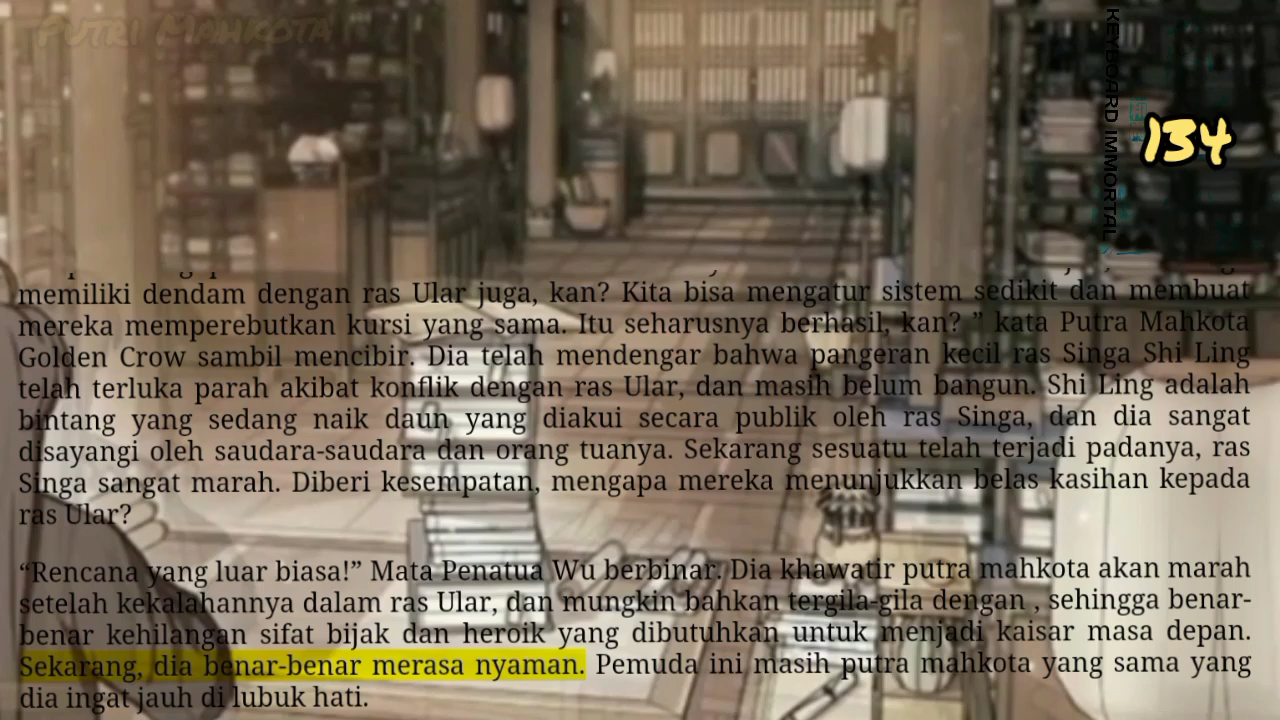 PUTRI MAHKOTA
KEYBOARD IMMORTAL
134
memiliki dendam dengan ras Ular juga, kan? Kita bisa mengatur sistem sedikit dan membuat
mereka memperebutkan kursi yang sama. Itu seharusnya berhasil, kan? ” kata Putra Mahkota
Golden Crow sambil mencibir. Dia telah mendengar bahwa pangeran kecil ras Singa Shi Ling
telah terluka parah akibat konflik dengan ras Ular, dan masih belum bangun. Shi Ling adalah
bintang yang sedang naik daun yang diakui secara publik oleh ras Singa, dan dia sangat
disayangi oleh saudara-saudara dan orang tuanya. Sekarang sesuatu telah terjadi padanya, ras
Singa sangat marah. Diberi kesempatan, mengapa mereka menunjukkan belas kasihan kepada
ras Ular?
“Rencana yang luar biasa!” Mata Penatua Wu berbinar. Dia khawatir putra mahkota akan marah
setelah kekalahannya dalam ras Ular, dan mungkin bahkan tergila-gila dengan , sehingga benar-
benar kehilangan sifat bijak dan heroik yang dibutuhkan untuk menjadi kaisar masa depan.
Sekarang, dia benar-benar merasa nyaman. Pemuda ini masih putra mahkota yang sama yang
dia ingat jauh di lubuk hati.